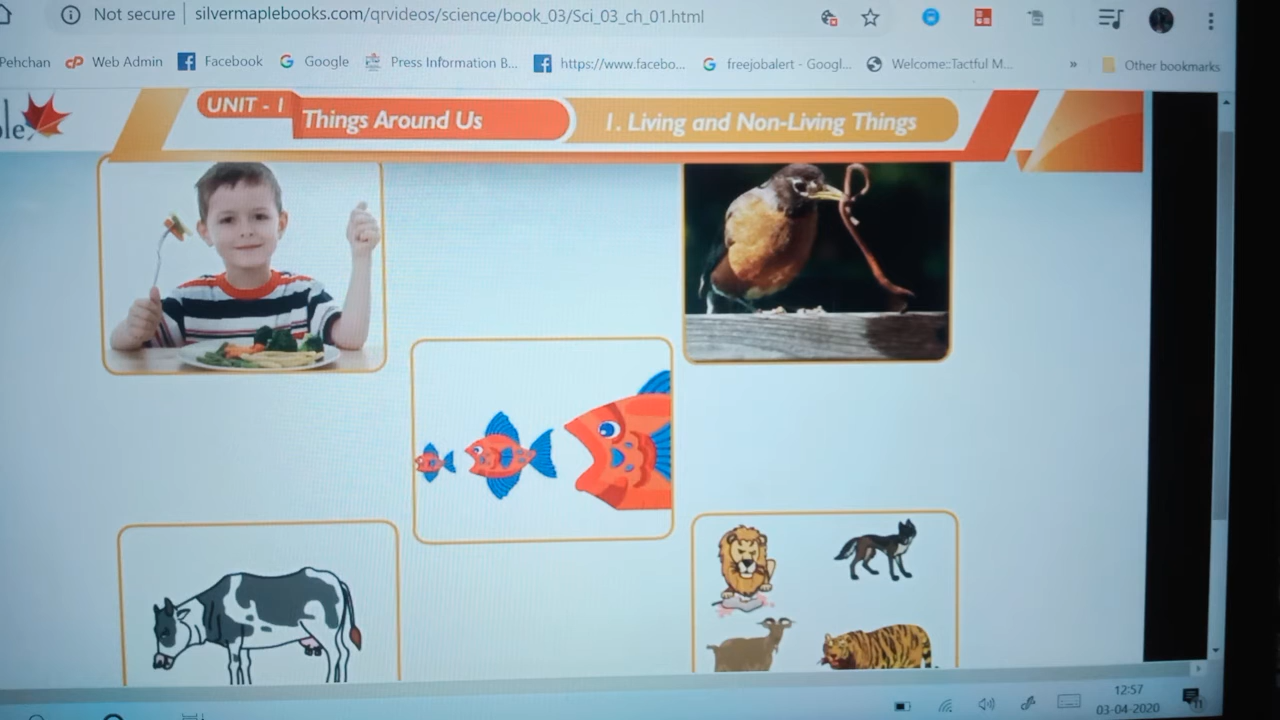 Not secure | silvermaplebooks.com/qrvideos/science/book_03/Sci_03_ch_01.html
Pehchan Web Admin Facebook Google Press Information B... https://www.facebo... freejobalert - Googl... Welcome::Tactful M... » Other bookmarks
UNIT - 1 Things Around Us 1. Living and Non-Living Things
12:57
03-04-2020